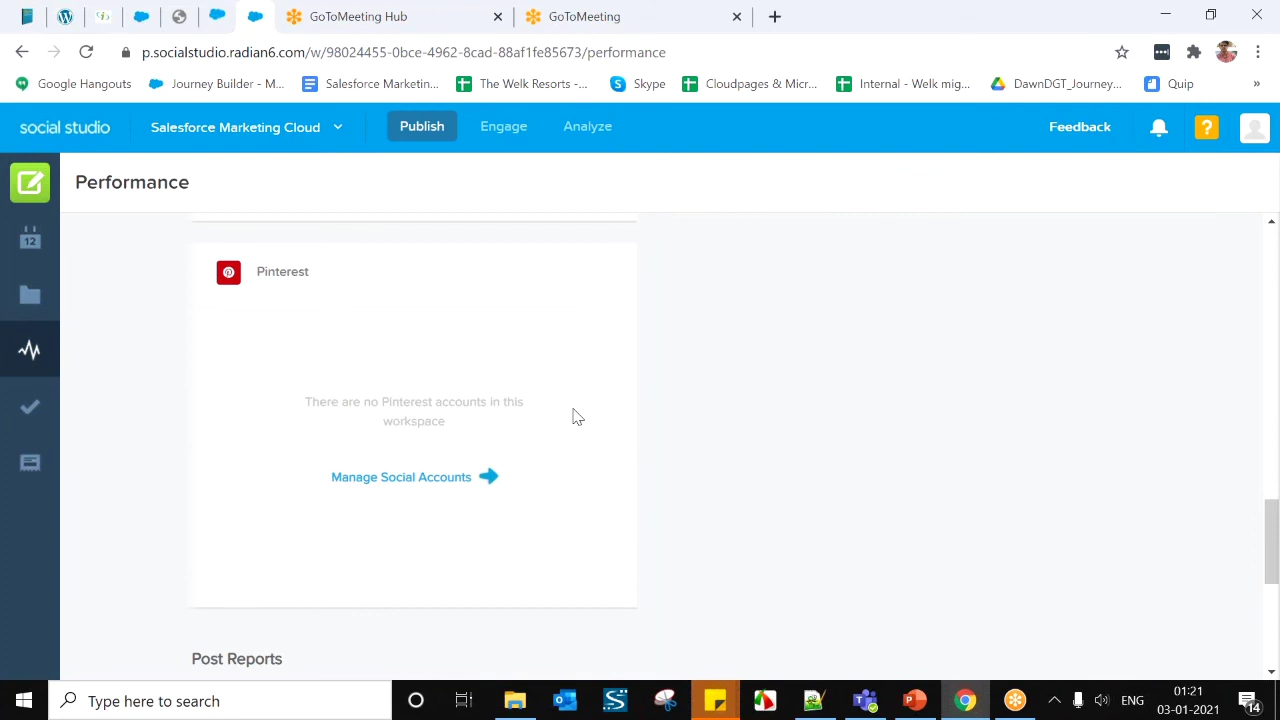 GoToMeeting Hub
GoToMeeting
p.socialstudio.radian6.com/w/98024455-0bce-4962-8cad-88af1fe85673/performance
Google Hangouts
Journey Builder - M...
Salesforce Marketin...
The Welk Resorts -...
Skype
Cloudpages & Micr...
Internal - Welk mig...
DawnDGT_Journey...
Quip
»
social studio
Salesforce Marketing Cloud
Publish
Engage
Analyze
Feedback
?
12
Performance
Pinterest
There are no Pinterest accounts in this
workspace
Manage Social Accounts
Post Reports
Type here to search
ENG
01:21
03-01-2021
14